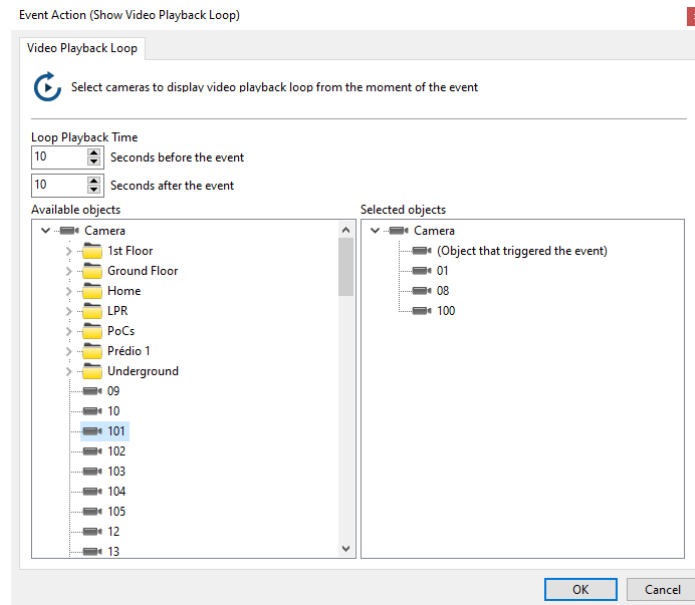 Event Action (Show Video Playback Loop)
Video Playback Loop
Select cameras to display video playback loop from the moment of the event
Loop Playback Time
10 Seconds before the event
10 Seconds after the event
Available objects
Camera
1st Floor
Ground Floor
Home
LPR
PoCs
Prédio 1
Underground
09
10
101
102
103
104
105
12
13
Selected objects
Camera
(Object that triggered the event)
01
08
100
OK Cancel